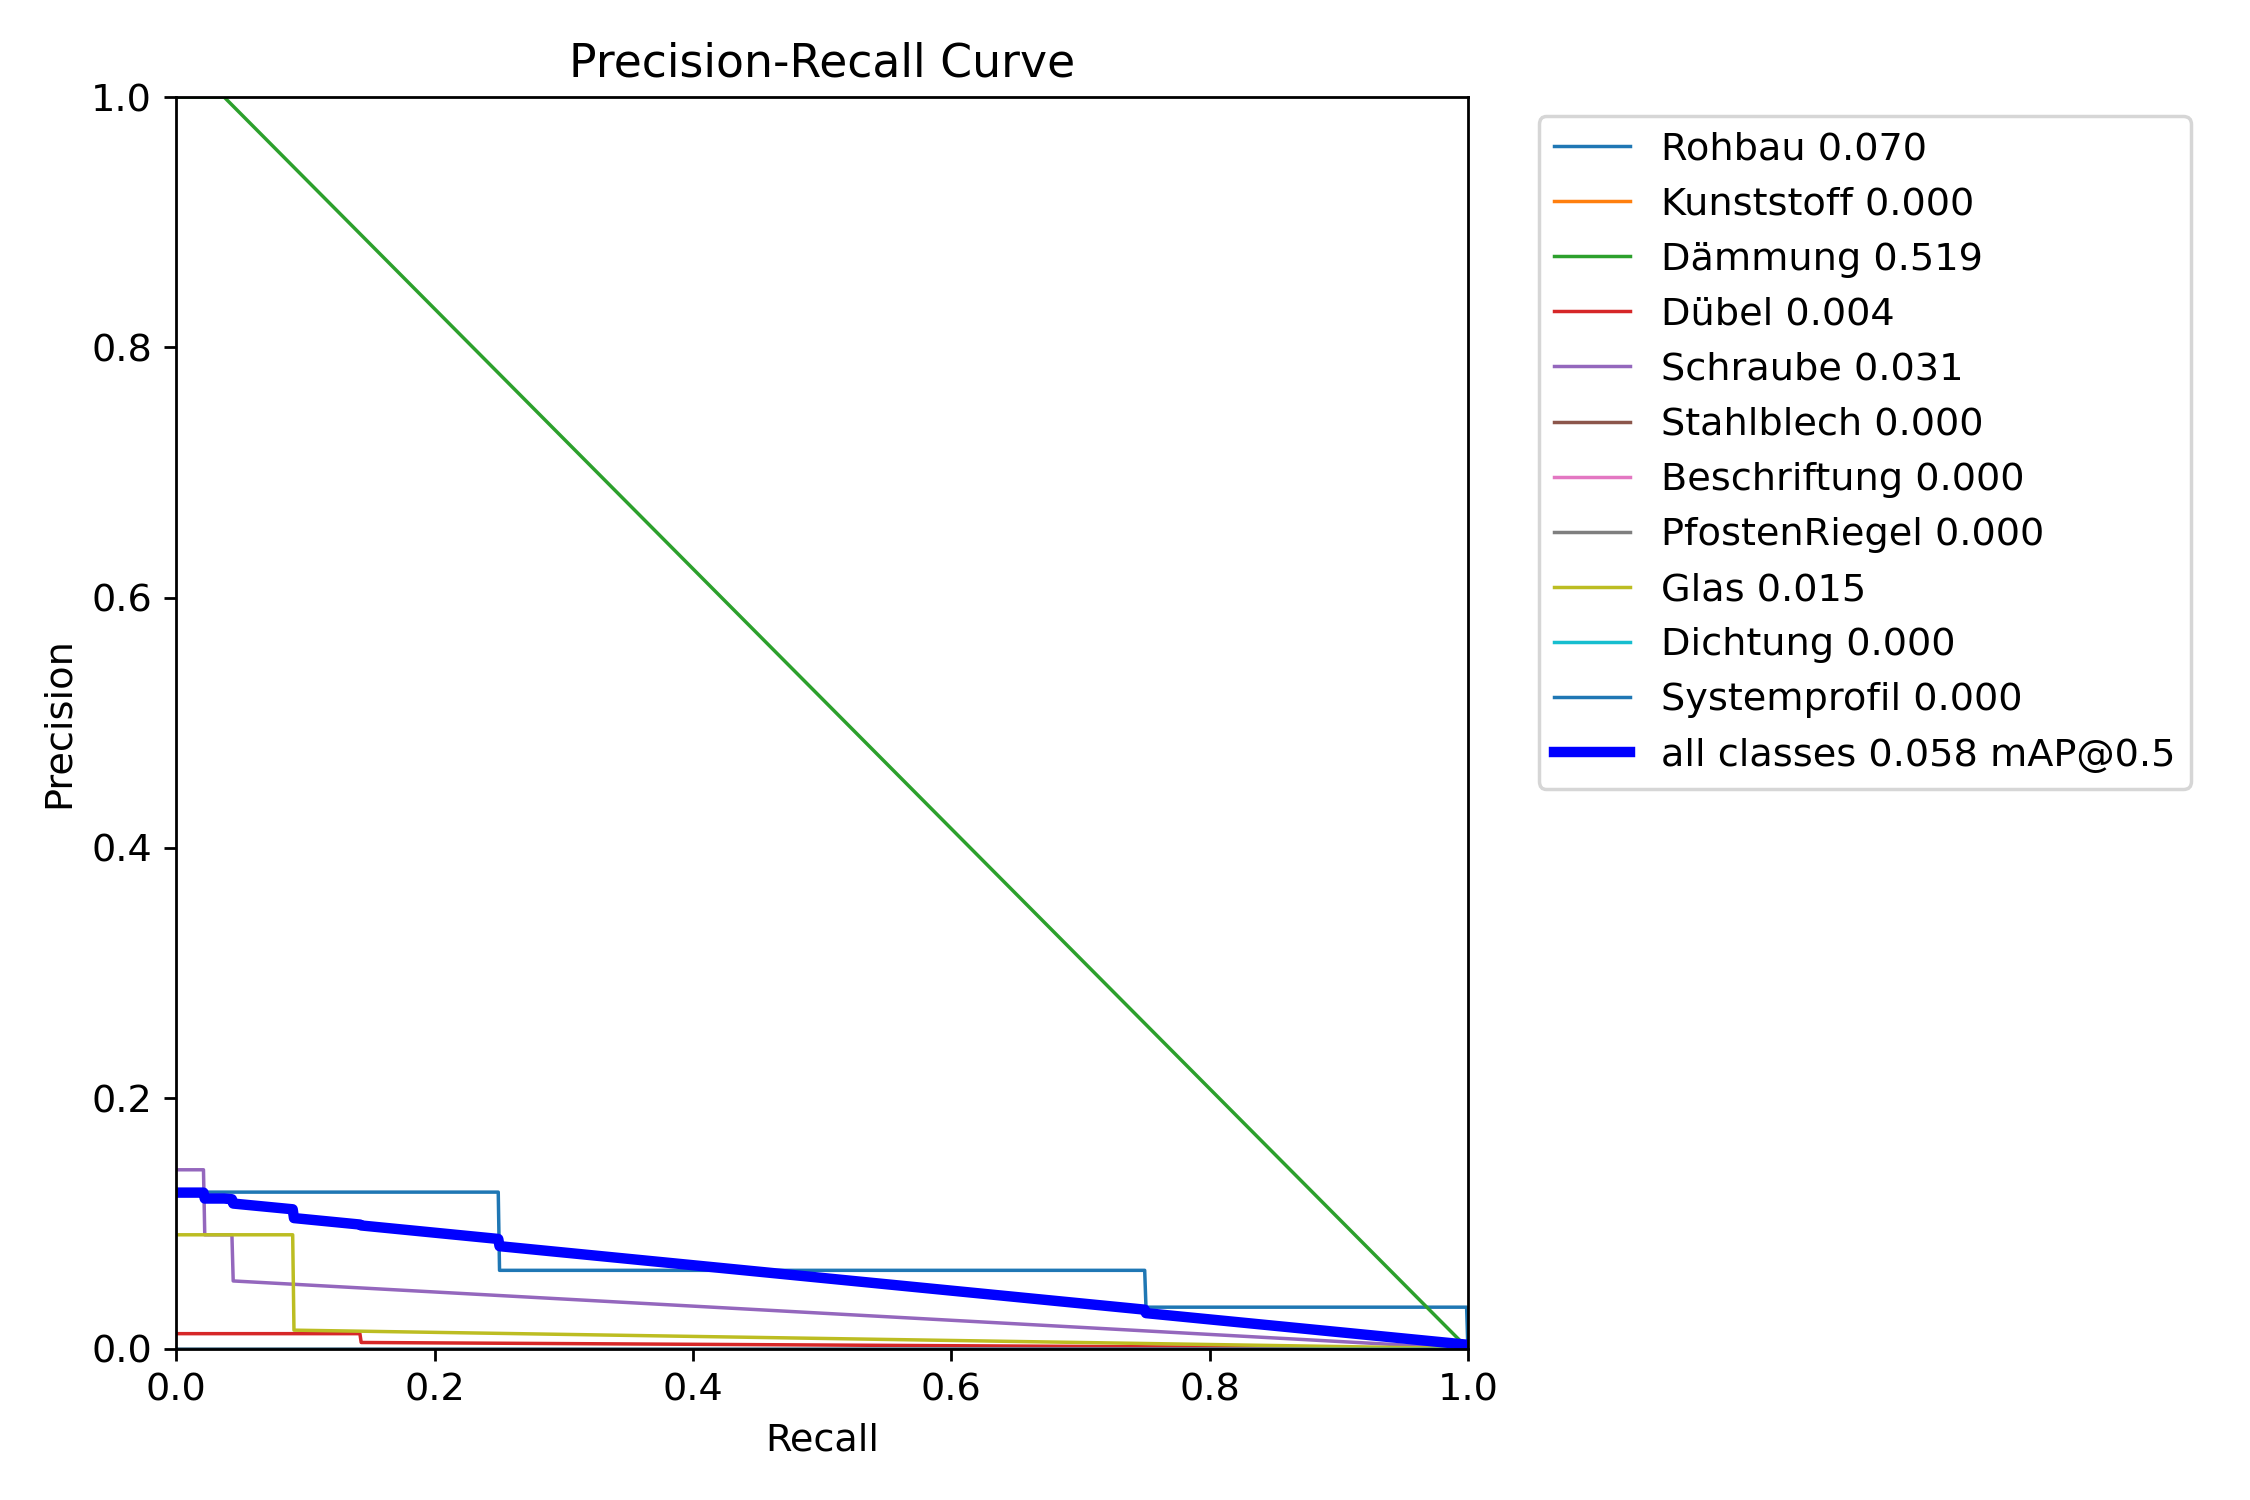 Precision-Recall Curve
1.0
0.8
0.6
0.4
0.2
0.0
Precision
0.0 0.2 0.4 0.6 0.8 1.0
Recall
Rohbau 0.070
Kunststoff 0.000
Dämmung 0.519
Dübel 0.004
Schraube 0.031
Stahlblech 0.000
Beschriftung 0.000
PfostenRiegel 0.000
Glas 0.015
Dichtung 0.000
Systemprofil 0.000
all classes 0.058 mAP@0.5